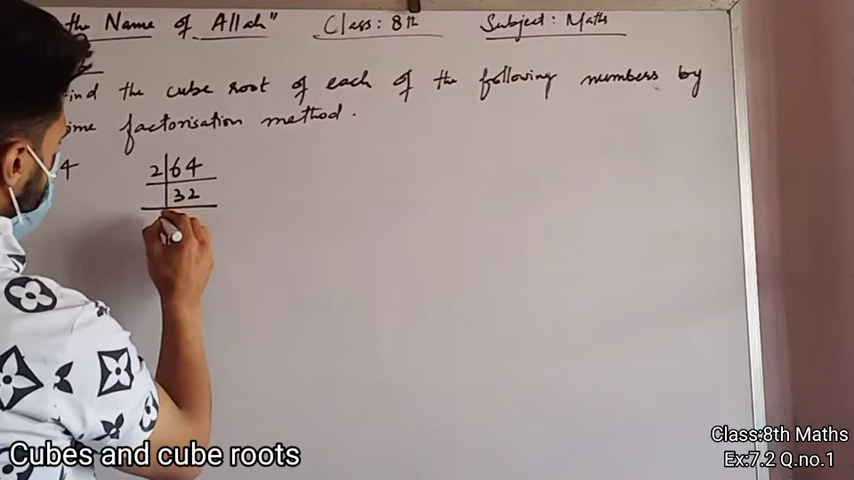 the Name of Allah" Class: 8th Subject: Maths
ind the cube root of each of the following numbers by
ime factorisation method.
4 2 64
32
Cubes and cube roots
Class:8th Maths
Ex:7.2 Q.no.1